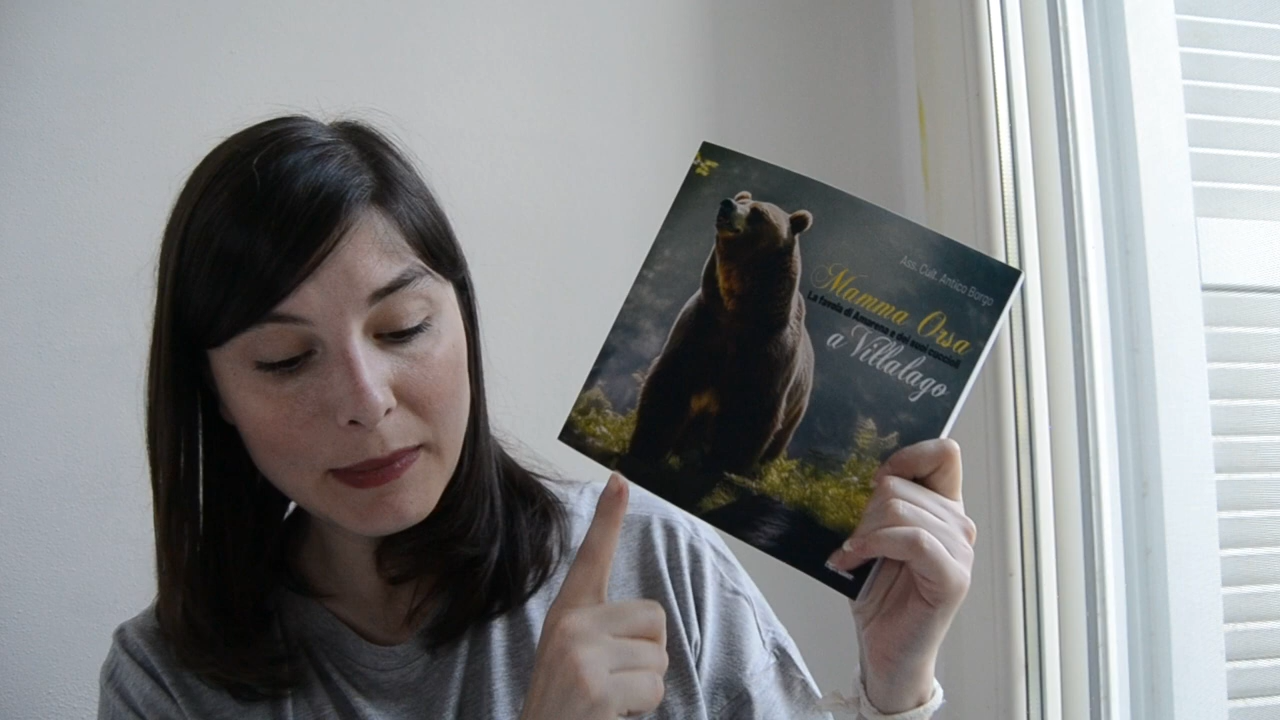 Ass. Cult. Antico Borgo
Mamma Orsa
La favola di Amarena e dei suoi cuccioli
a Villalago